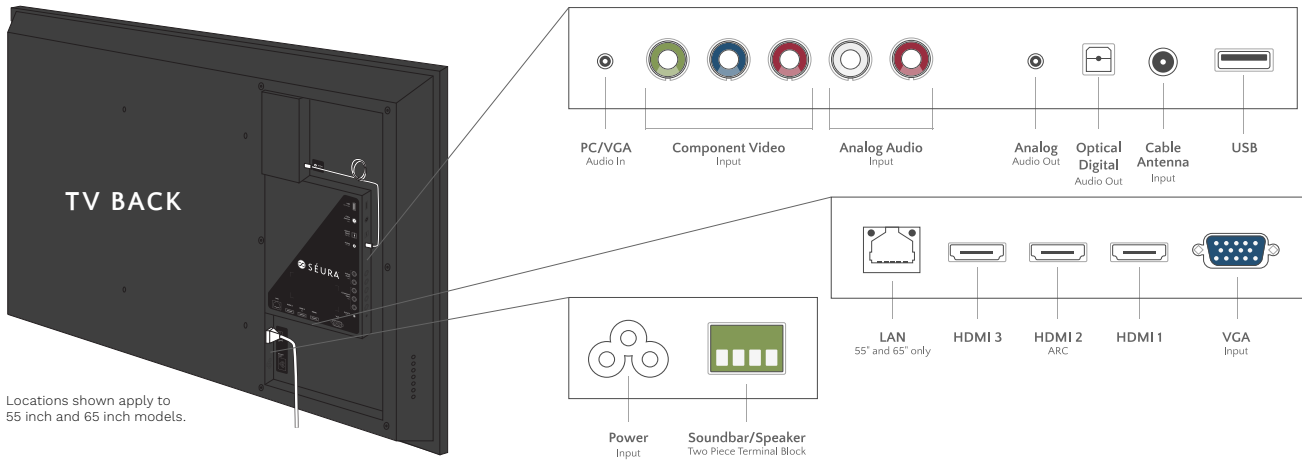 TV BACK
SÉURA
Locations shown apply to
55 inch and 65 inch models.
PC/VGA
Audio In
Component Video
Input
Analog Audio
Input
Analog
Audio Out
Optical
Digital
Audio Out
Cable
Antenna
Input
USB
LAN
55" and 65" only
HDMI 3
HDMI 2
ARC
HDMI 1
VGA
Input
Power
Input
Soundbar/Speaker
Two Piece Terminal Block